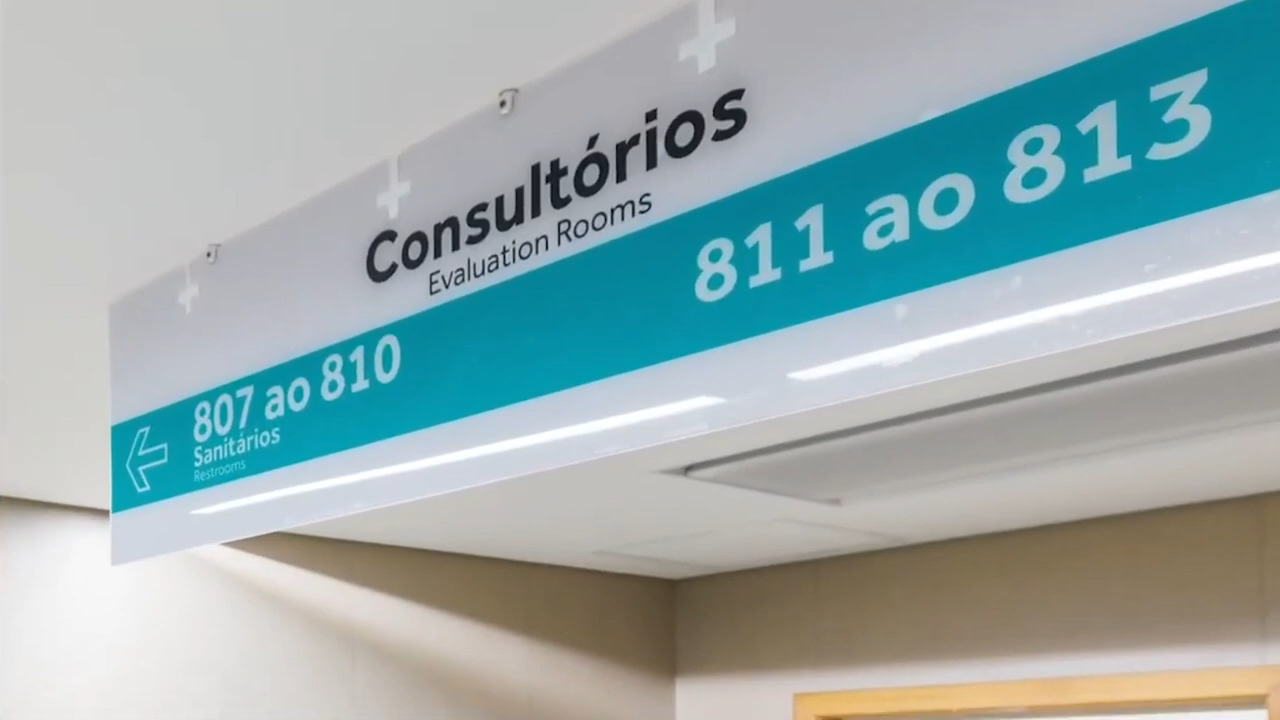 Consultórios
Evaluation Rooms
807 ao 810
Sanitários
Restrooms
811 ao 813